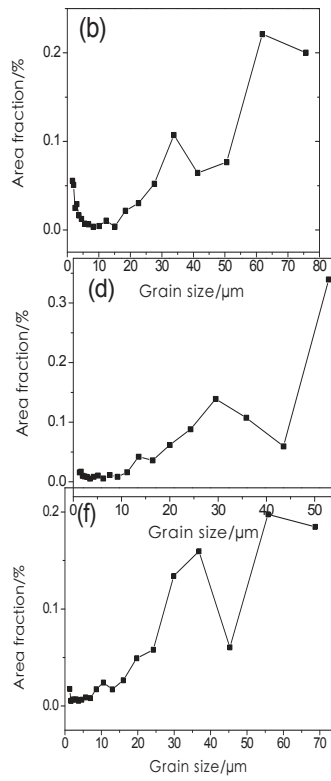 (b)
0.2
0.1
0.0
Area fraction/%
0 10 20 30 40 50 60 70 80
Grain size/μm
(d)
0.3
0.2
0.1
0.0
Area fraction/%
0 10 20 30 40 50
Grain size/μm
(f)
0.2
0.1
0.0
Area fraction/%
0 10 20 30 40 50 60 70
Grain size/μm